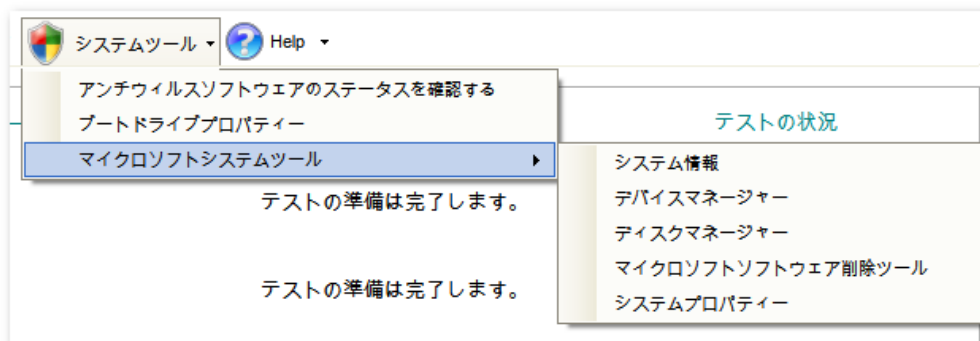 システムツール Help
アンチウィルスソフトウェアのステータスを確認する
ブートドライブプロパティー
テストの状況
マイクロソフトシステムツール
システム情報
デバイスマネージャー
ディスクマネージャー
マイクロソフトソフトウェア削除ツール
システムプロパティー
テストの準備は完了します。
テストの準備は完了します。